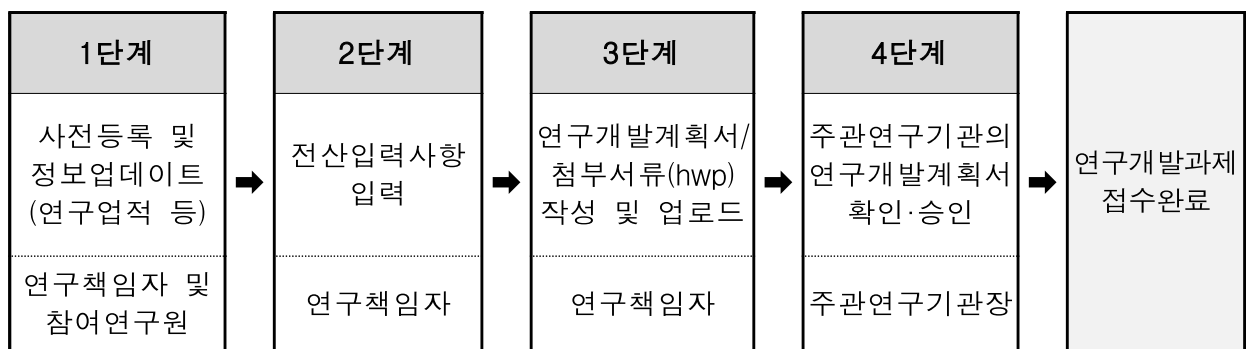 1단계
사전등록 및
정보업데이트
(연구업적 등)
연구책임자 및
참여연구원
2단계
전산입력사항
입력
연구책임자
3단계
연구개발계획서/
첨부서류(hwp)
작성 및 업로드
연구책임자
4단계
주관연구기관의
연구개발계획서
확인·승인
주관연구기관장
연구개발과제
접수완료